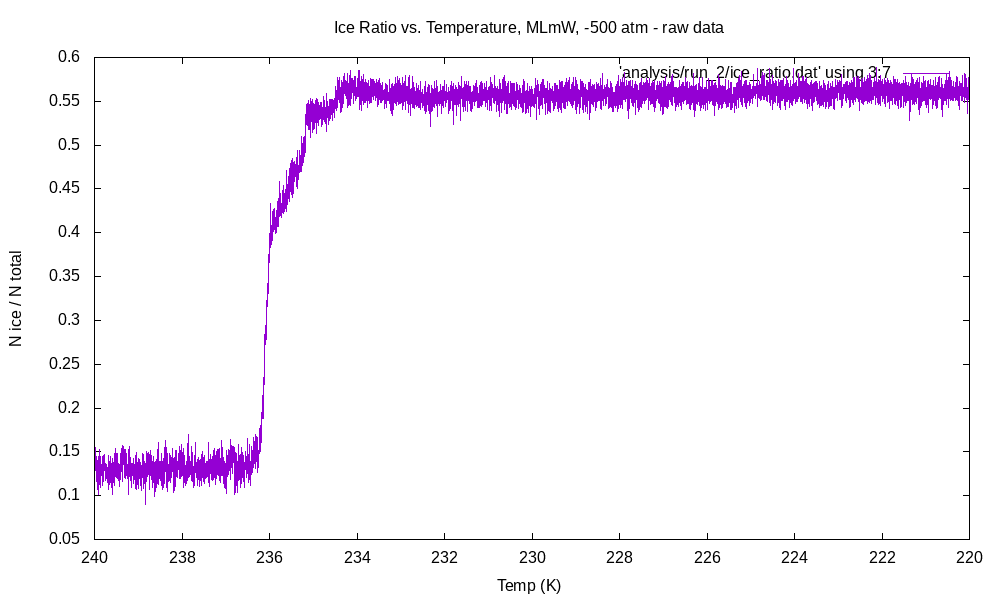 Ice Ratio vs. Temperature, MLmW, -500 atm - raw data
'analysis/run_2/ice_ratio.dat' using 3:7
0.6
0.55
0.5
0.45
0.4
0.35
0.3
0.25
0.2
0.15
0.1
0.05
N ice / N total
240 238 236 234 232 230 228 226 224 222 220
Temp (K)